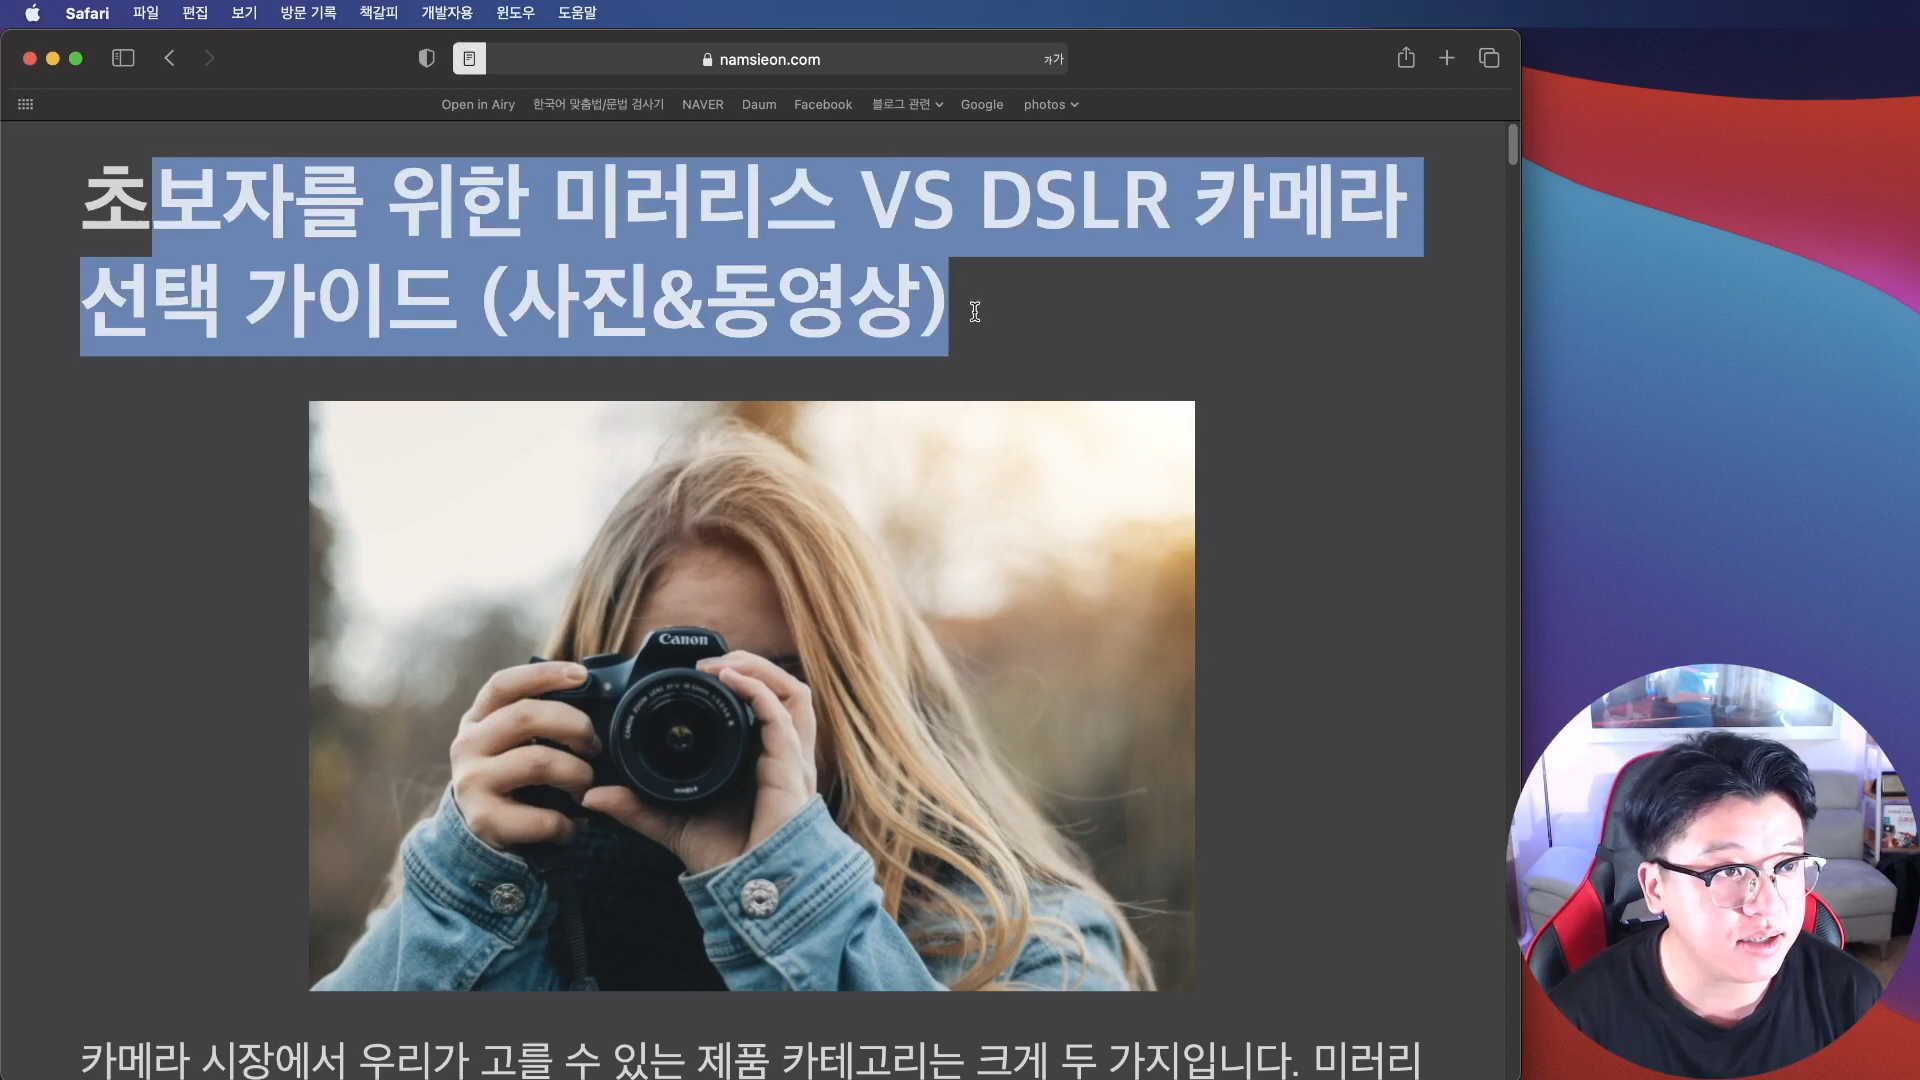 Safari 파일 편집 보기 방문 기록 책갈피 개발자용 윈도우 도움말
namsieon.com 가가
Open in Airy 한국어 맞춤법/문법 검사기 NAVER Daum Facebook 블로그 관련 Google photos
초보자를 위한 미러리스 VS DSLR 카메라
선택 가이드 (사진&동영상)
Canon
카메라 시장에서 우리가 고를 수 있는 제품 카테고리는 크게 두 가지입니다. 미러리